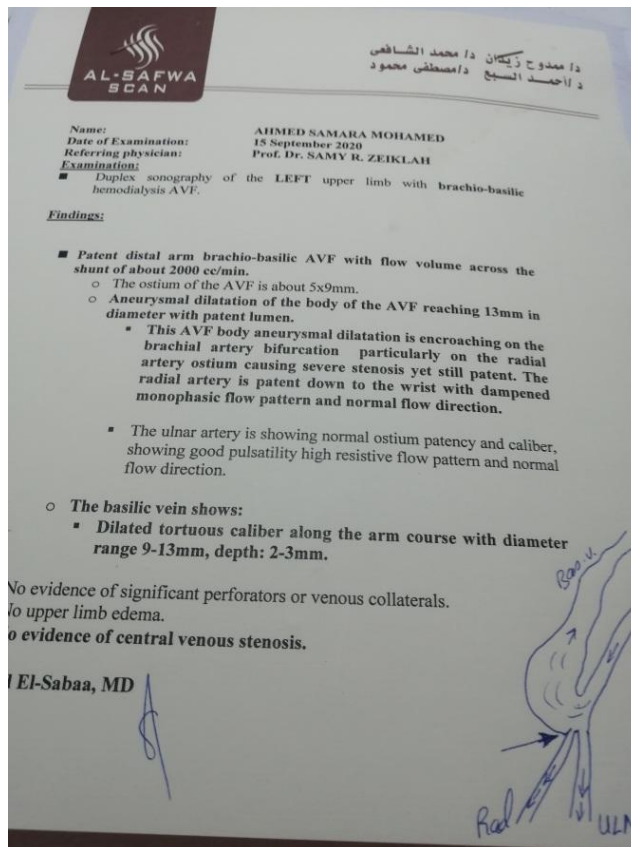 AL-SAFWA
SCAN
د/ ممدوح زيكان د/ محمد الشافعى
د/ أحمد السبع د/ مصطفى محمود
Name: AHMED SAMARA MOHAMED
Date of Examination: 15 September 2020
Referring physician: Prof. Dr. SAMY R. ZEIKLAH
Examination:
■ Duplex sonography of the LEFT upper limb with brachio-basilic
hemodialysis AVF.
Findings:
■ Patent distal arm brachio-basilic AVF with flow volume across the
shunt of about 2000 cc/min.
o The ostium of the AVF is about 5x9mm.
o Aneurysmal dilatation of the body of the AVF reaching 13mm in
diameter with patent lumen.
▪ This AVF body aneurysmal dilatation is encroaching on the
brachial artery bifurcation particularly on the radial
artery ostium causing severe stenosis yet still patent. The
radial artery is patent down to the wrist with dampened
monophasic flow pattern and normal flow direction.
▪ The ulnar artery is showing normal ostium patency and caliber,
showing good pulsatility high resistive flow pattern and normal
flow direction.
o The basilic vein shows:
▪ Dilated tortuous caliber along the arm course with diameter
range 9-13mm, depth: 2-3mm.
No evidence of significant perforators or venous collaterals.
No upper limb edema.
o evidence of central venous stenosis.
l El-Sabaa, MD
Bas. v.
Rad
ULN